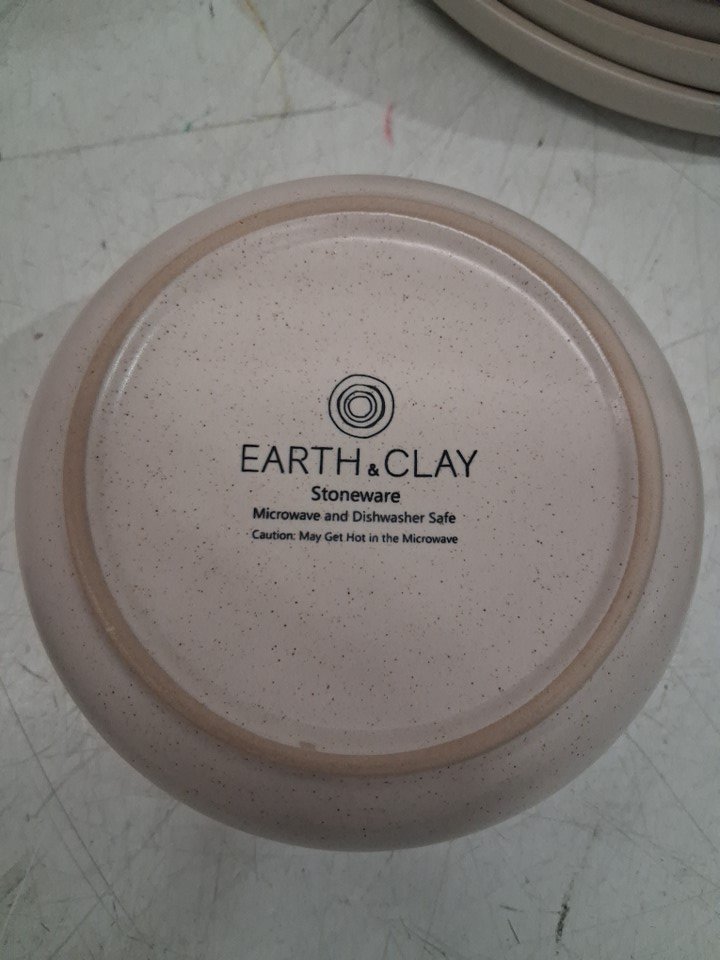 EARTH & CLAY
Stoneware
Microwave and Dishwasher Safe
Caution: May Get Hot in the Microwave